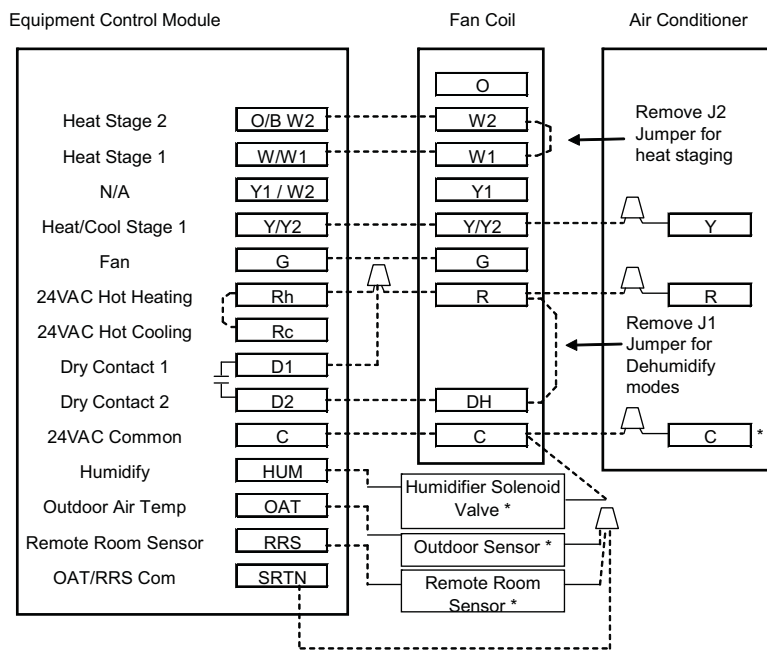 Equipment Control Module
Fan Coil
Air Conditioner
O
Heat Stage 2
O/B W2
W2
Remove J2
Jumper for
heat staging
Heat Stage 1
W/W1
W1
N/A
Y1 / W2
Y1
Heat/Cool Stage 1
Y/Y2
Y/Y2
Y
Fan
G
G
24VAC Hot Heating
Rh
R
R
24VAC Hot Cooling
Rc
Remove J1
Jumper for
Dehumidify
modes
Dry Contact 1
D1
Dry Contact 2
D2
DH
24VAC Common
C
C
C *
Humidify
HUM
Humidifier Solenoid
Valve *
Outdoor Air Temp
OAT
Outdoor Sensor *
Remote Room Sensor
RRS
Remote Room
Sensor *
OAT/RRS Com
SRTN